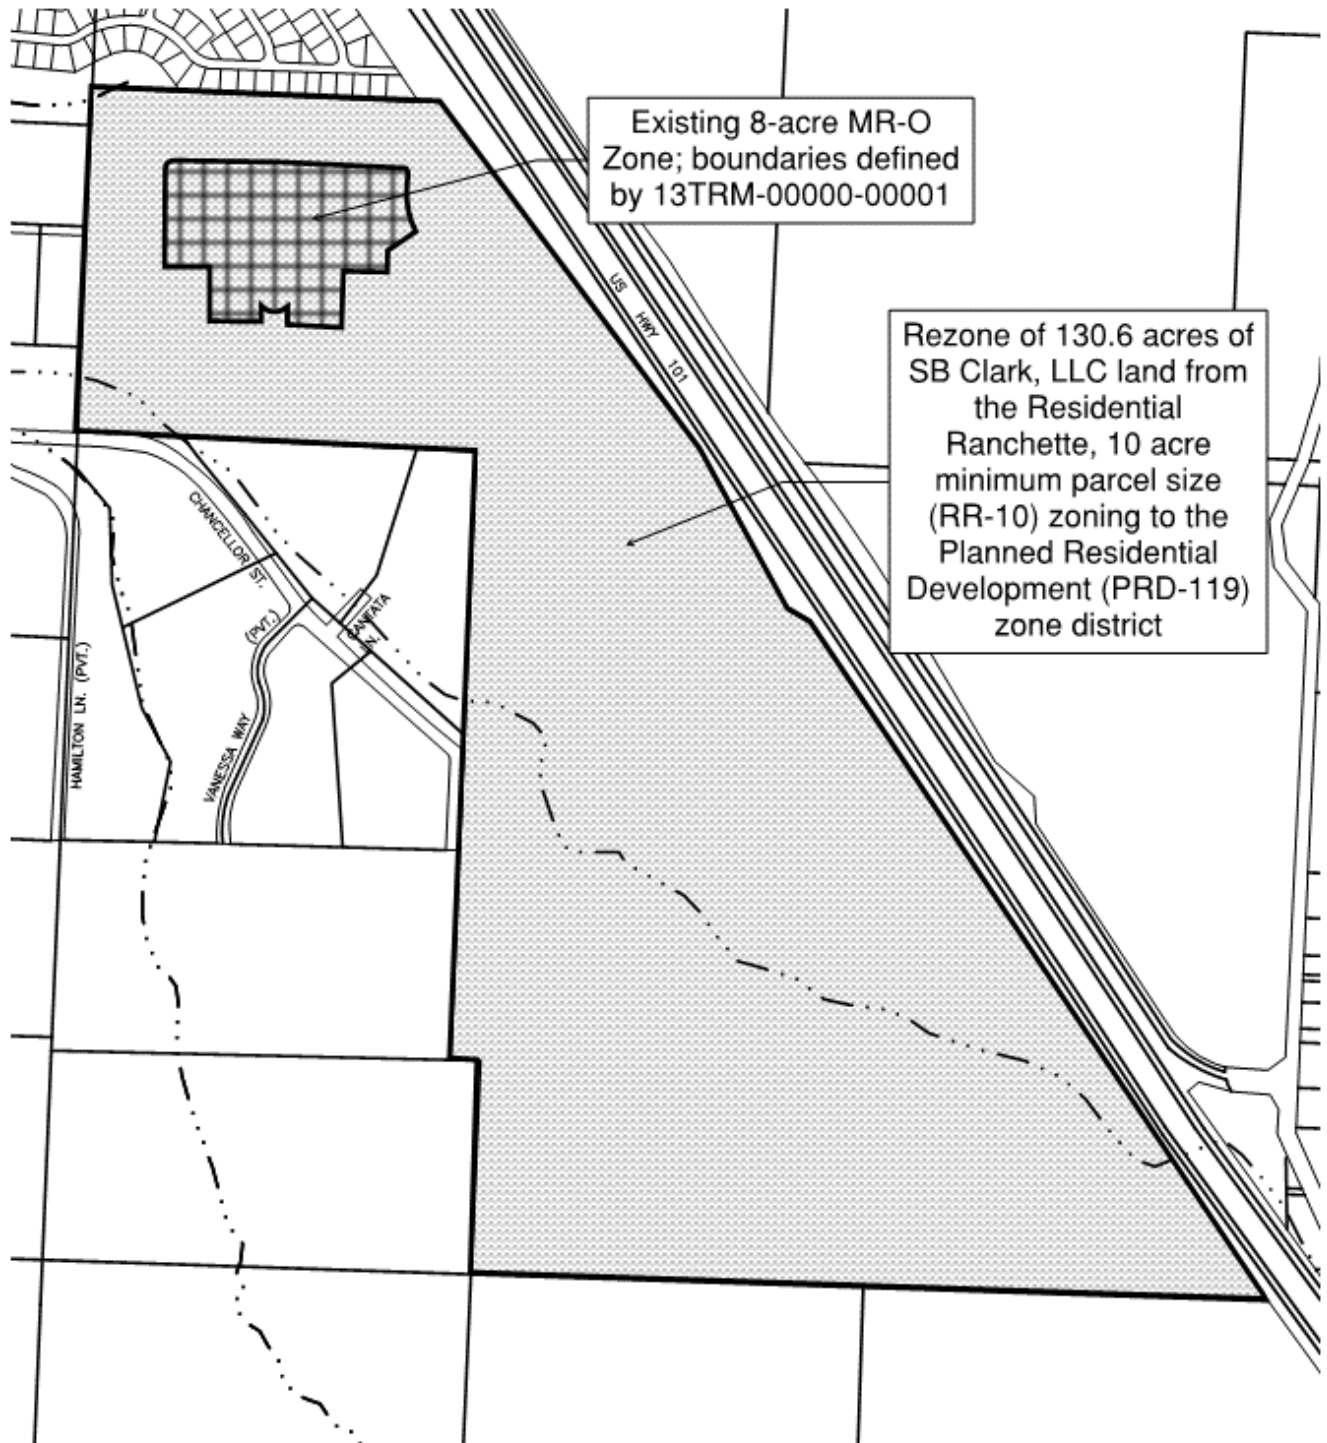 Existing 8-acre MR-O
Zone; boundaries defined
by 13TRM-00000-00001
US HWY 101
Rezone of 130.6 acres of
SB Clark, LLC land from
the Residential
Ranchette, 10 acre
minimum parcel size
(RR-10) zoning to the
Planned Residential
Development (PRD-119)
zone district
CHANCELLOR ST.
(PVT.)
LN.
VANESSA WAY
HAMILTON LN. (PVT.)